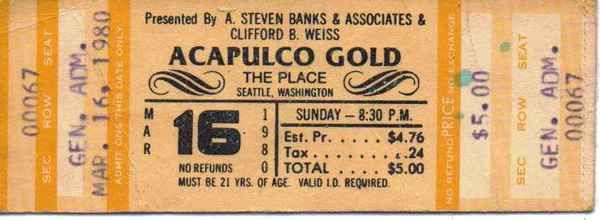 SEC ROW SEAT
00067
GEN. ADM.
MAR. 16, 1980
ADMIT ONE THIS DATE ONLY
Presented By A. STEVEN BANKS & ASSOCIATES &
CLIFFORD B. WEISS
ACAPULCO GOLD
THE PLACE
SEATTLE, WASHINGTON
MAR 16 1980
SUNDAY – 8:30 P.M.
Est. Pr. $4.76
Tax .24
TOTAL $5.00
NO REFUNDS
MUST BE 21 YRS. OF AGE. VALID I.D. REQUIRED.
NO REFUND PRICE NO EXCHANGE
$5.00
GEN. ADM.
00067
SEC ROW SEAT